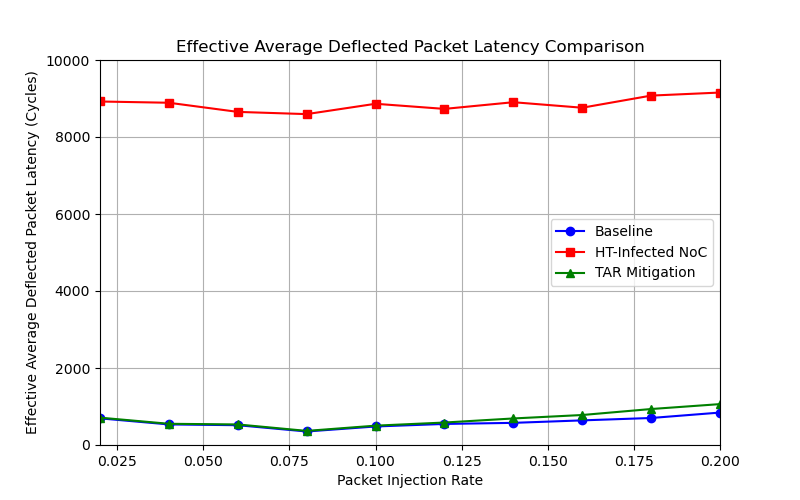 Effective Average Deflected Packet Latency Comparison
Effective Average Deflected Packet Latency (Cycles)
10000
8000
6000
4000
2000
0
Baseline
HT-Infected NoC
TAR Mitigation
0.025 0.050 0.075 0.100 0.125 0.150 0.175 0.200
Packet Injection Rate